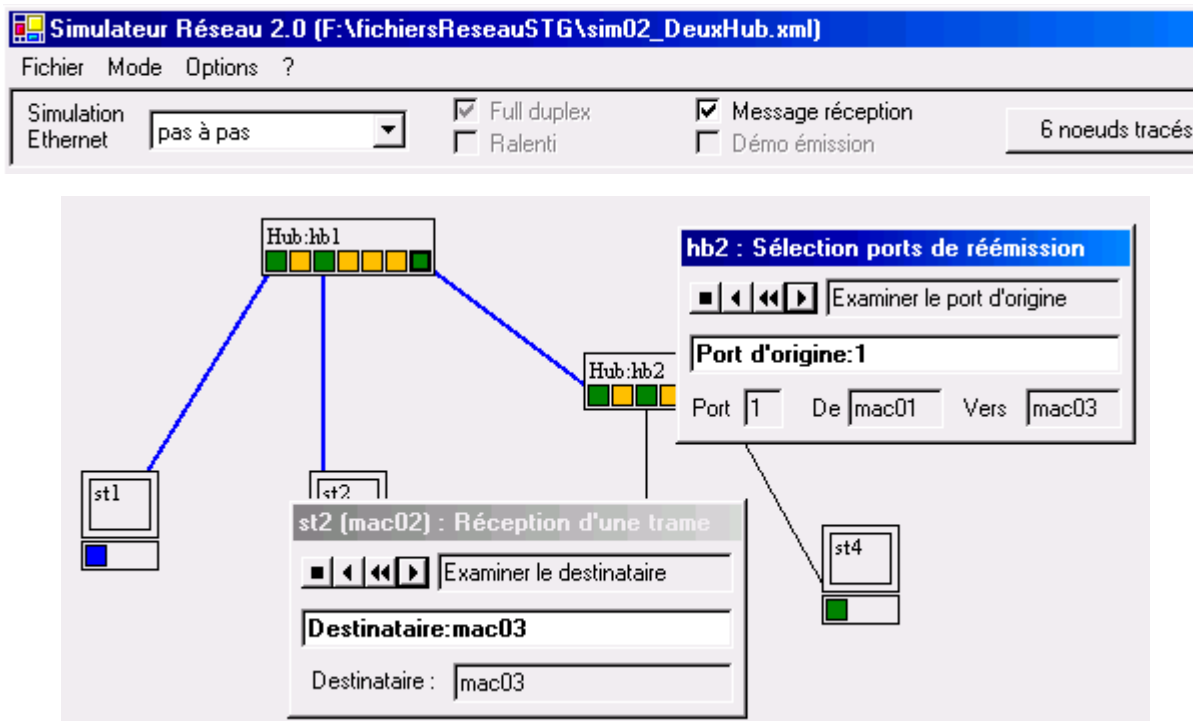 Simulateur Réseau 2.0 (F:\fichiersReseauSTG\sim02_DeuxHub.xml)
Fichier Mode Options ?
Simulation Ethernet
pas à pas
Full duplex
Ralenti
Message réception
Démo émission
6 noeuds tracés
Hub:hb1
hb2 : Sélection ports de réémission
Examiner le port d'origine
Port d'origine:1
Port 1 De mac01 Vers mac03
Hub:hb2
st1
st2
st2 (mac02) : Réception d'une trame
Examiner le destinataire
Destinataire:mac03
Destinataire : mac03
st4